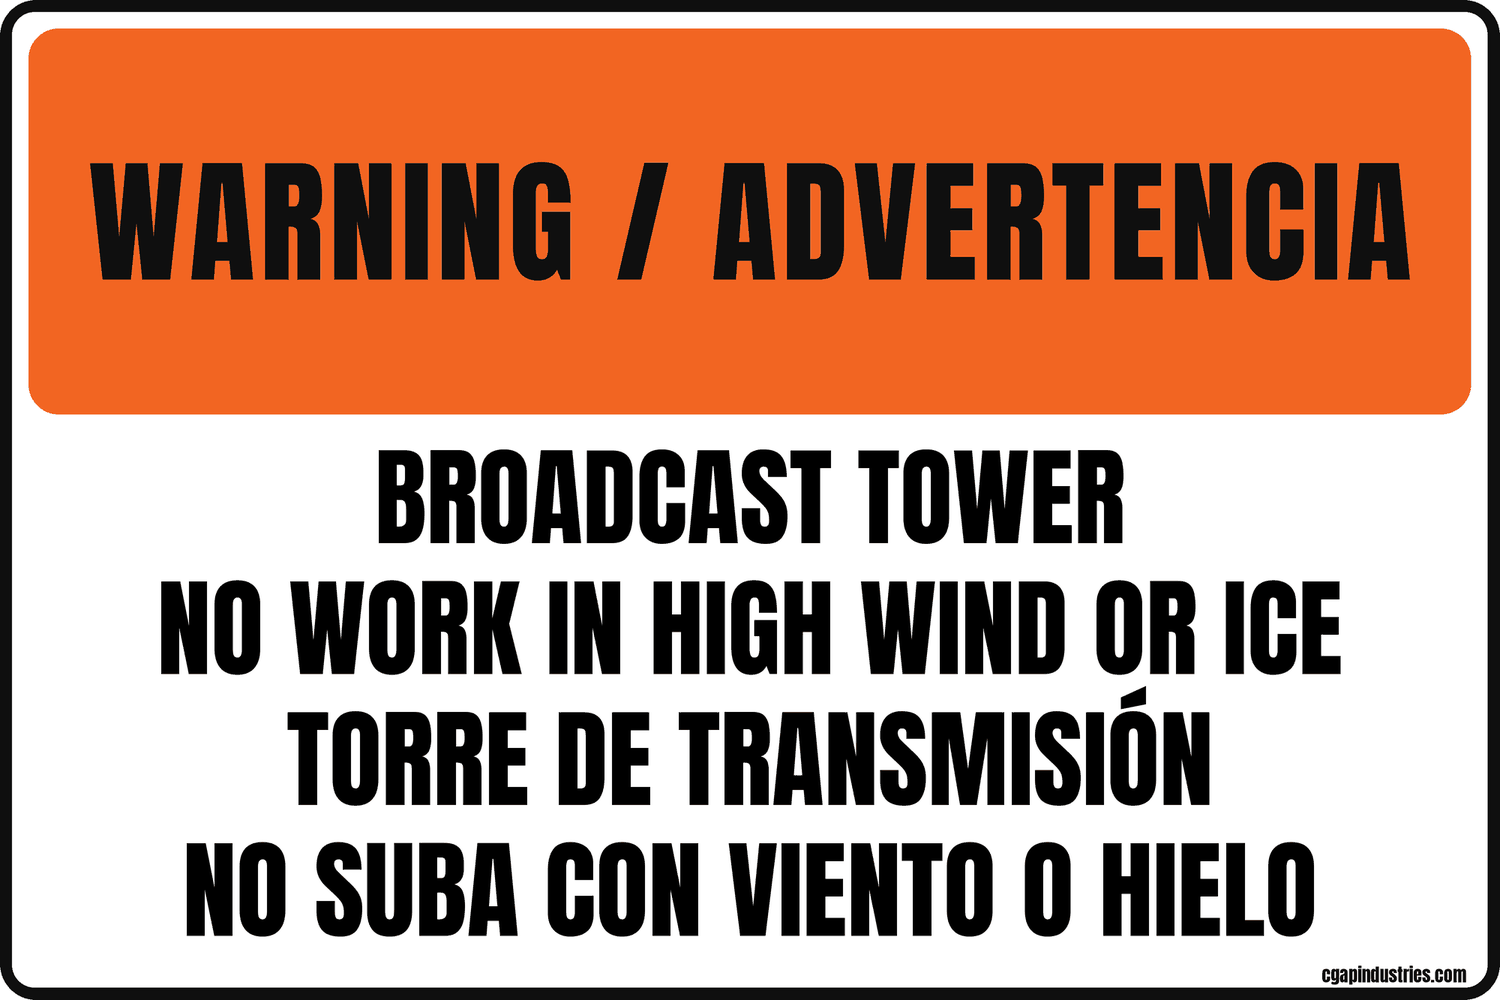 WARNING / ADVERTENCIA
BROADCAST TOWER
NO WORK IN HIGH WIND OR ICE
TORRE DE TRANSMISIÓN
NO SUBA CON VIENTO O HIELO
cgapindustries.com